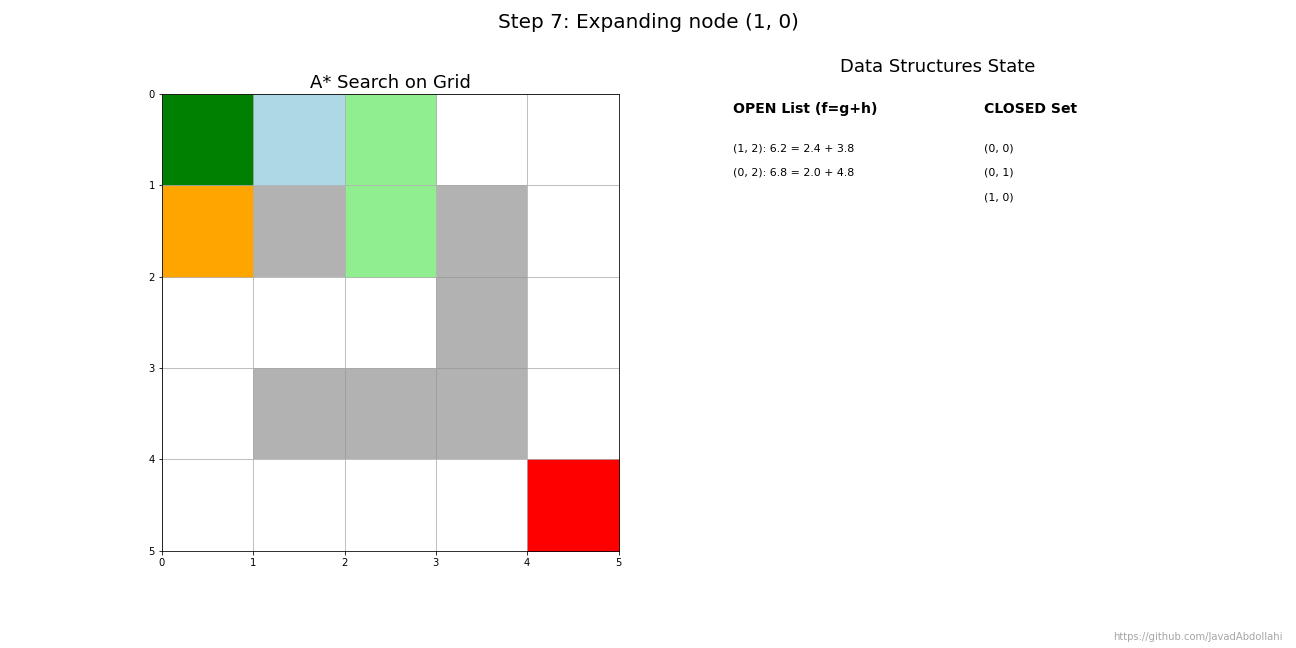 Step 7: Expanding node (1, 0)
Data Structures State
A* Search on Grid
OPEN List (f=g+h)
CLOSED Set
(1, 2): 6.2 = 2.4 + 3.8
(0, 0)
(0, 2): 6.8 = 2.0 + 4.8
(0, 1)
(1, 0)
0
1
2
3
4
5
0 1 2 3 4 5
https://github.com/JavadAbdollahi